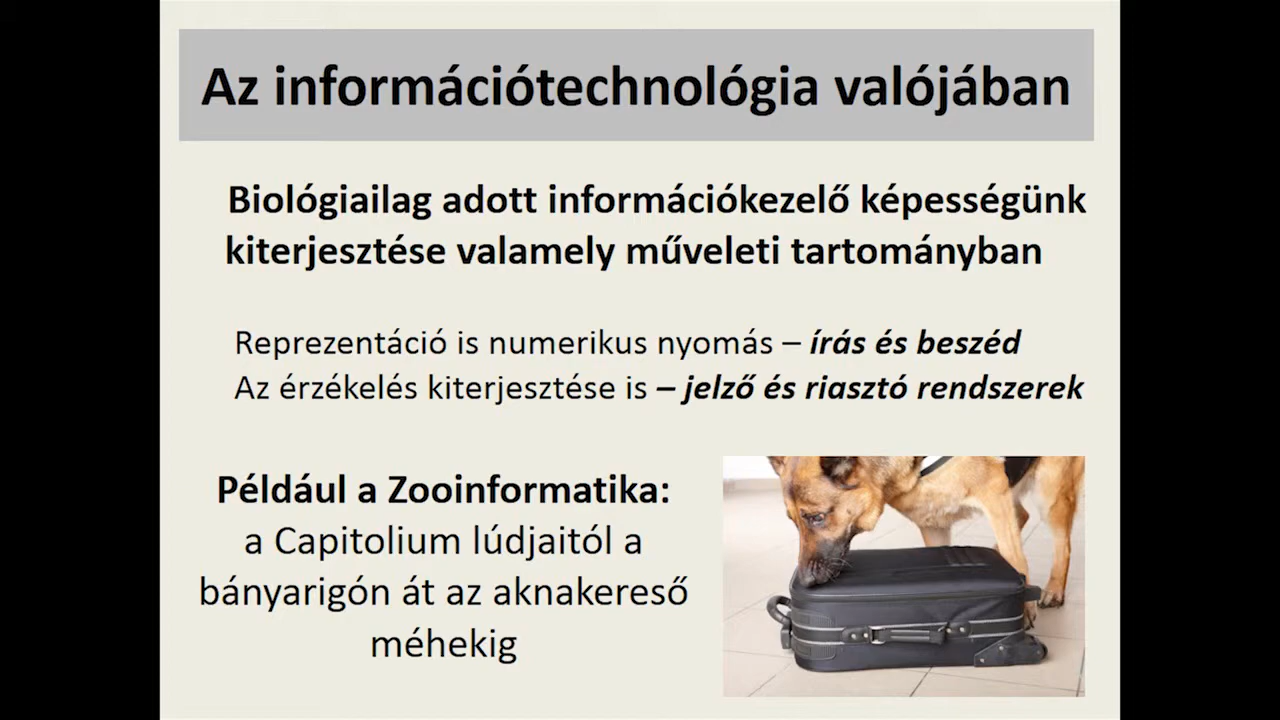 Az információtechnológia valójában
Biológiailag adott információkezelő képességünk
kiterjesztése valamely műveleti tartományban
Reprezentáció is numerikus nyomás – írás és beszéd
Az érzékelés kiterjesztése is – jelző és riasztó rendszerek
Például a Zooinformatika:
a Capitolium lúdjaitól a
bányarigón át az aknakereső
méhekig